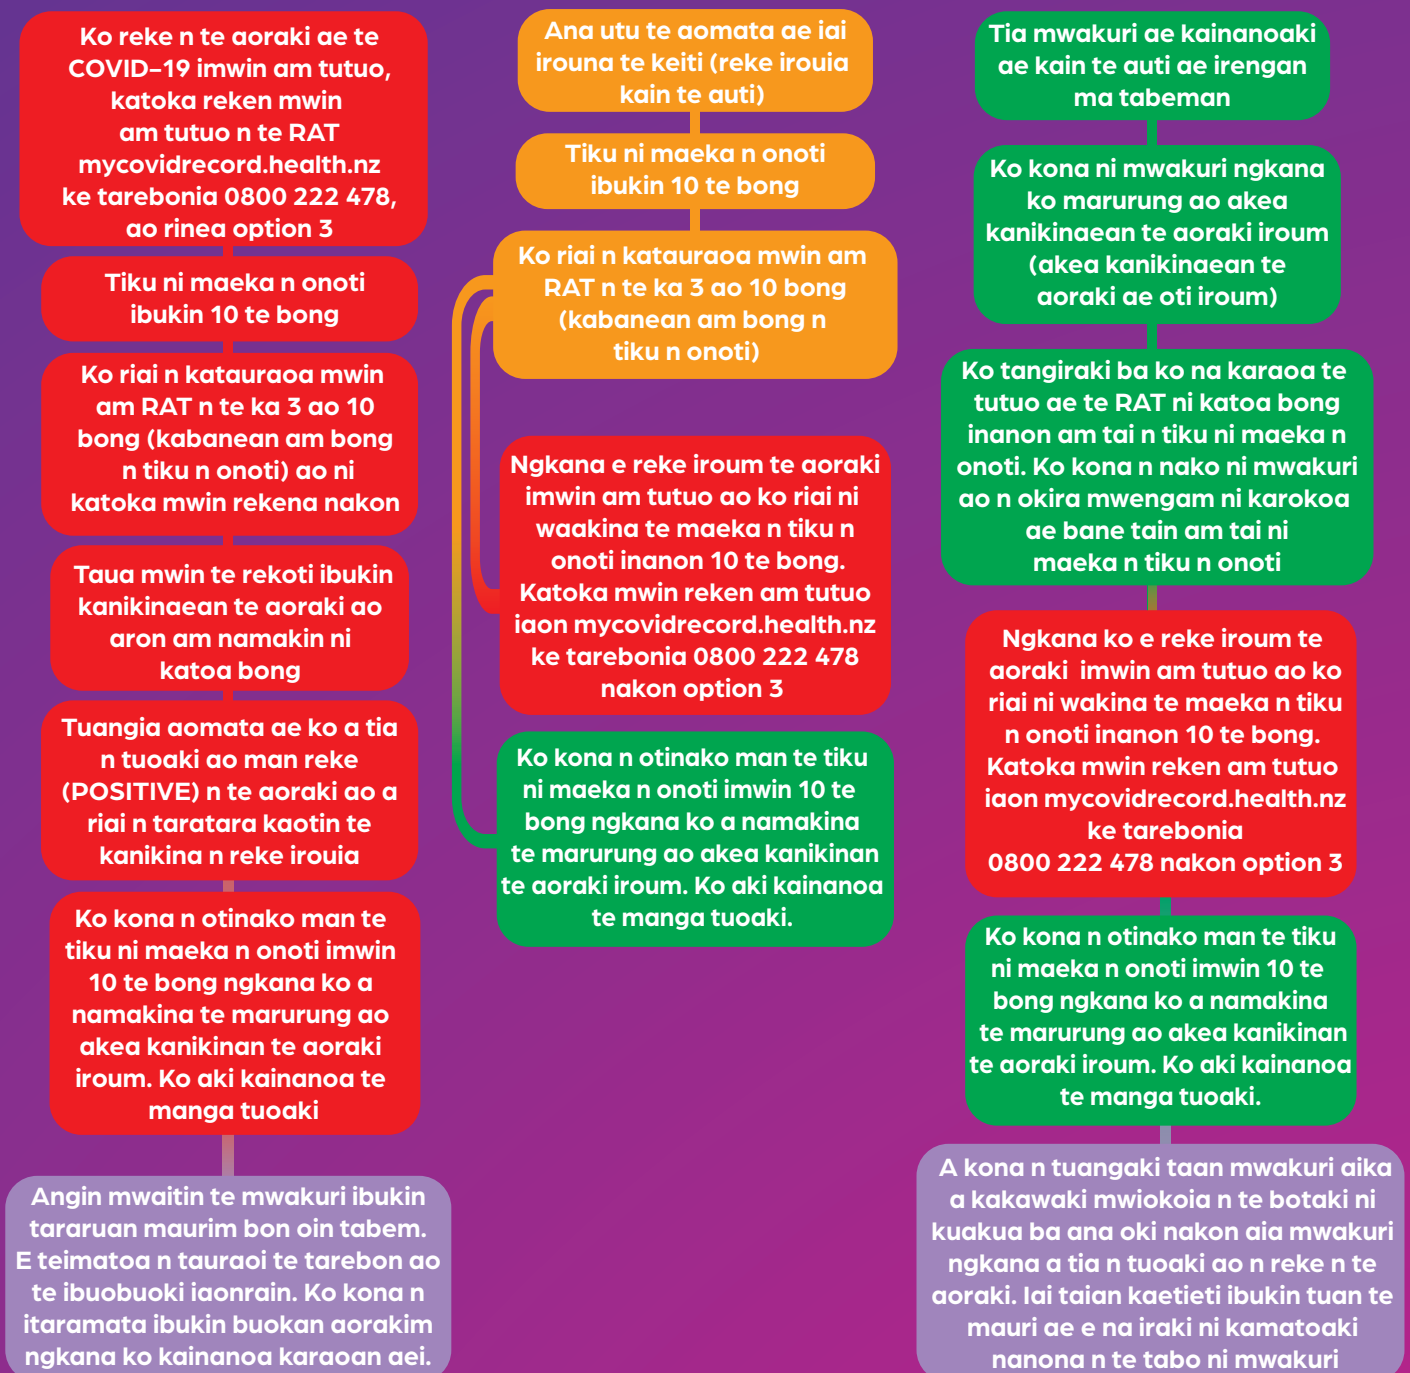 Ko reke n te aoraki ae te
COVID-19 imwin am tutuo,
katoka reken mwin
am tutuo n te RAT
mycovidrecord.health.nz
ke tarebonia 0800 222 478,
ao rinea option 3
Tiku ni maeka n onoti
ibukin 10 te bong
Ko riai n katauraoa mwin
am RAT n te ka 3 ao 10
bong (kabanean am bong
n tiku n onoti) ao ni
katoka mwin rekena nakon
Taua mwin te rekoti ibukin
kanikinaean te aoraki ao
aron am namakin ni
katoa bong
Tuangia aomata ae ko a tia
n tuoaki ao man reke
(POSITIVE) n te aoraki ao a
riai n taratara kaotin te
kanikina n reke irouia
Ko kona n otinako man te
tiku ni maeka n onoti imwin
10 te bong ngkana ko a
namakina te marurung ao
akea kanikinan te aoraki
iroum. Ko aki kainanoa te
manga tuoaki
Angin mwaitin te mwakuri ibukin
tararuan maurim bon oin tabem.
E teimatoa n tauraoi te tarebon ao
te ibuobuoki iaonrain. Ko kona n
itaramata ibukin buokan aorakim
ngkana ko kainanoa karaoan aei.
Ana utu te aomata ae iai
irouna te keiti (reke irouia
kain te auti)
Tiku ni maeka n onoti
ibukin 10 te bong
Ko riai n katauraoa mwin am
RAT n te ka 3 ao 10 bong
(kabanean am bong n
tiku n onoti)
Ngkana e reke iroum te aoraki
imwin am tutuo ao ko riai ni
waakina te maeka n tiku n
onoti inanon 10 te bong.
Katoka mwin reken am tutuo
iaon mycovidrecord.health.nz
ke tarebonia 0800 222 478
nakon option 3
Ko kona n otinako man te tiku
ni maeka n onoti imwin 10 te
bong ngkana ko a namakina
te marurung ao akea kanikinan
te aoraki iroum. Ko aki kainanoa
te manga tuoaki.
Tia mwakuri ae kainanoaki
ae kain te auti ae irengan
ma tabeman
Ko kona ni mwakuri ngkana
ko marurung ao akea
kanikinaean te aoraki iroum
(akea kanikinaean te
aoraki ae oti iroum)
Ko tangiraki ba ko na karaoa te
tutuo ae te RAT ni katoa bong
inanon am tai n tiku ni maeka n
onoti. Ko kona n nako ni mwakuri
ao n okira mwengam ni karokoa
ae bane tain am tai ni
maeka n tiku n onoti
Ngkana ko e reke iroum te
aoraki imwin am tutuo ao ko
riai ni wakina te maeka n tiku
n onoti inanon 10 te bong.
Katoka mwin reken am tutuo
iaon mycovidrecord.health.nz
ke tarebonia
0800 222 478 nakon option 3
Ko kona n otinako man te tiku
ni maeka n onoti imwin 10 te
bong ngkana ko a namakina
te marurung ao akea kanikinan
te aoraki iroum. Ko aki kainanoa
te manga tuoaki.
A kona n tuangaki taan mwakuri aika
a kakawaki mwiokoia n te botaki ni
kuakua ba ana oki nakon aia mwakuri
ngkana a tia n tuoaki ao n reke n te
aoraki. Iai taian kaetieti ibukin tuan te
mauri ae e na iraki ni kamatoaki
nanona n te tabo ni mwakuri